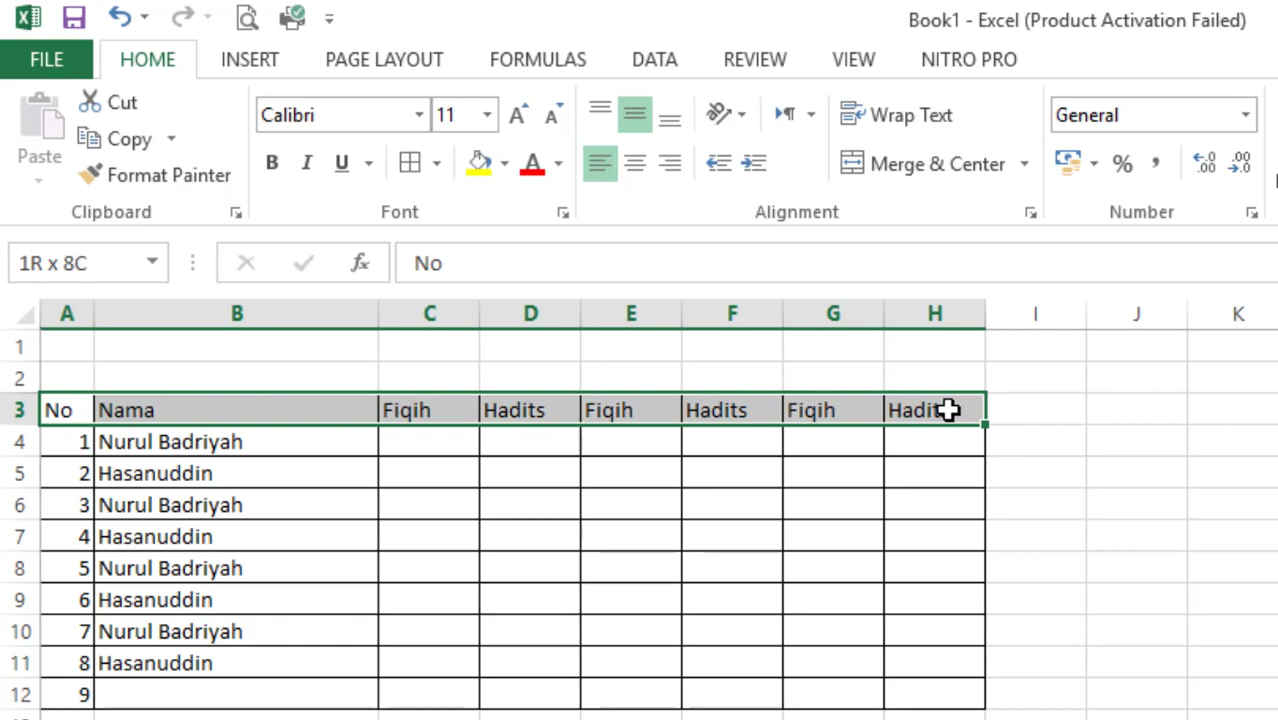 Book1 - Excel (Product Activation Failed)
FILE HOME INSERT PAGE LAYOUT FORMULAS DATA REVIEW VIEW NITRO PRO
Paste
Cut
Copy
Format Painter
Calibri 11
B I U A
Wrap Text
Merge & Center
General
% , .0 .00
Clipboard Font Alignment Number
1R x 8C fx No
A B C D E F G H I J K
1
2
3 No Nama Fiqih Hadits Fiqih Hadits Fiqih
4 1 Nurul Badriyah
5 2 Hasanuddin
6 3 Nurul Badriyah
7 4 Hasanuddin
8 5 Nurul Badriyah
9 6 Hasanuddin
10 7 Nurul Badriyah
11 8 Hasanuddin
12 9